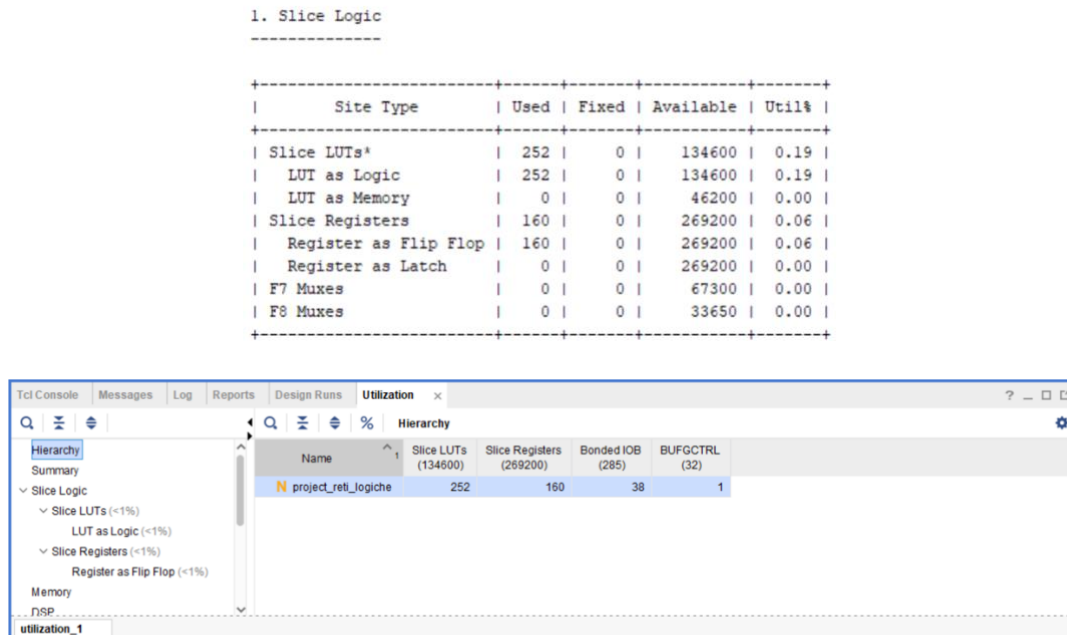 1. Slice Logic
--------------
+-------------------------+------+-------+-----------+-------+
|        Site Type        | Used | Fixed | Available | Util% |
+-------------------------+------+-------+-----------+-------+
| Slice LUTs*             |  252 |     0 |    134600 |  0.19 |
|   LUT as Logic          |  252 |     0 |    134600 |  0.19 |
|   LUT as Memory         |    0 |     0 |     46200 |  0.00 |
| Slice Registers         |  160 |     0 |    269200 |  0.06 |
|   Register as Flip Flop |  160 |     0 |    269200 |  0.06 |
|   Register as Latch     |    0 |     0 |    269200 |  0.00 |
| F7 Muxes                |    0 |     0 |     67300 |  0.00 |
| F8 Muxes                |    0 |     0 |     33650 |  0.00 |
+-------------------------+------+-------+-----------+-------+
Tcl Console Messages Log Reports Design Runs Utilization × ?
% Hierarchy
Hierarchy
Summary
Slice Logic
Slice LUTs (<1%)
LUT as Logic (<1%)
Slice Registers (<1%)
Register as Flip Flop (<1%)
Memory
DSP
Name 1 Slice LUTs Slice Registers Bonded IOB BUFGCTRL
(134600) (269200) (285) (32)
N project_reti_logiche 252 160 38 1
utilization_1